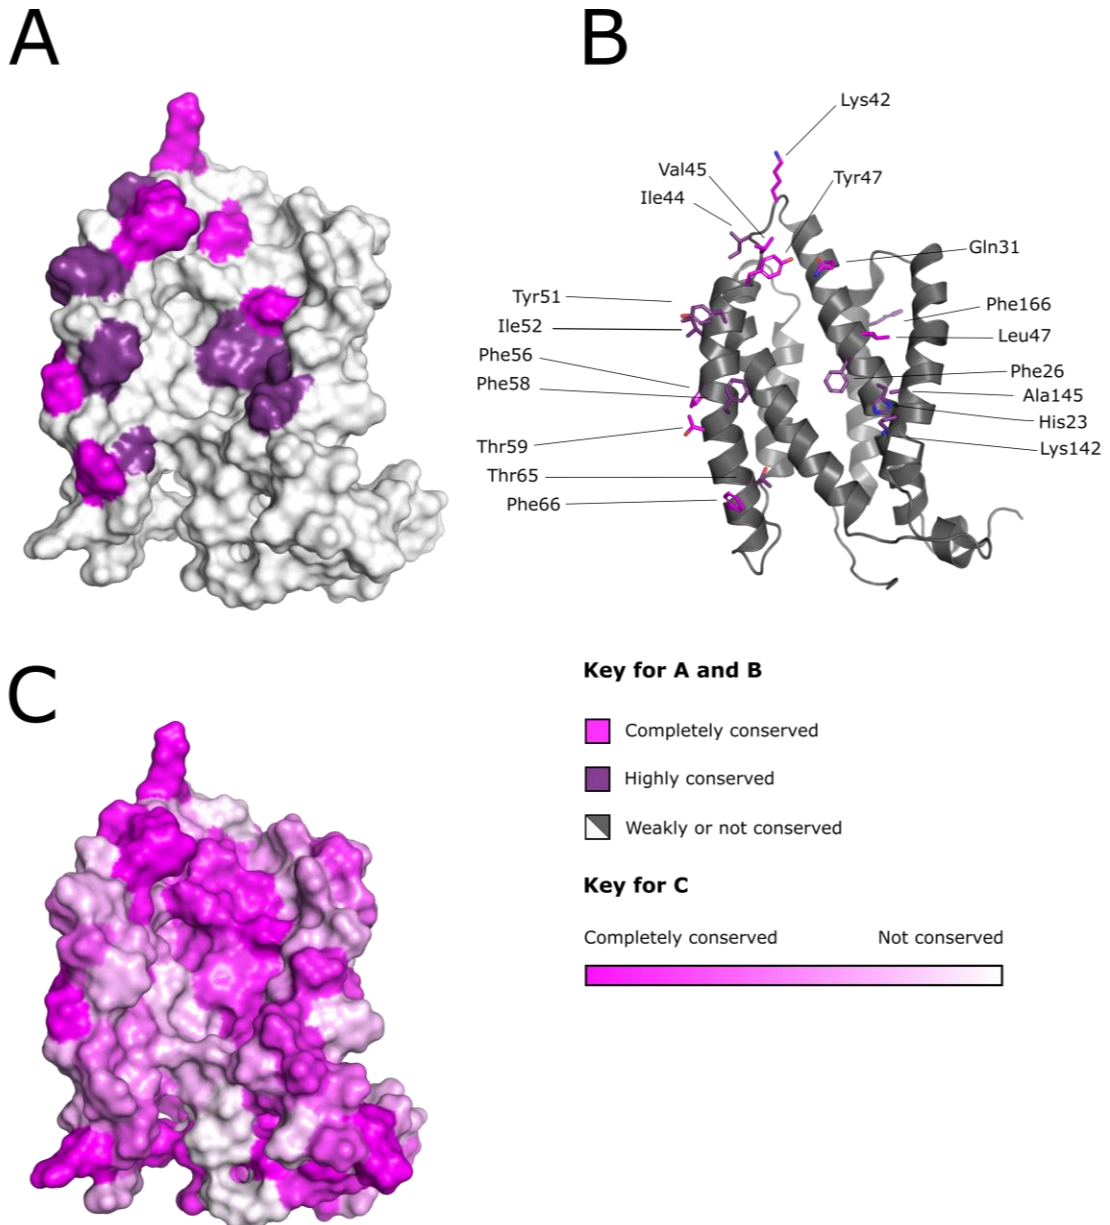 A
B
Lys42
Val45
Tyr47
Ile44
Gln31
Tyr51
Phe166
Ile52
Leu47
Phe56
Phe26
Phe58
Ala145
His23
Thr59
Lys142
Thr65
Phe66
C
Key for A and B
Completely conserved
Highly conserved
Weakly or not conserved
Key for C
Completely conserved Not conserved